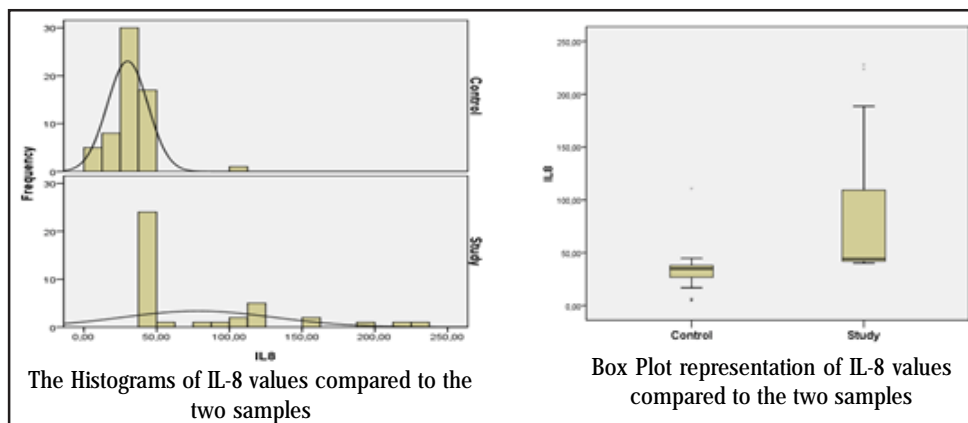 30
20
10
0
Control
Frequency
30
20
10
0
Study
0,00 50,00 100,00 150,00 200,00 250,00
IL8
The Histograms of IL-8 values compared to the
two samples
250,00
200,00
150,00
100,00
50,00
0,00
IL8
Control Study
Box Plot representation of IL-8 values
compared to the two samples